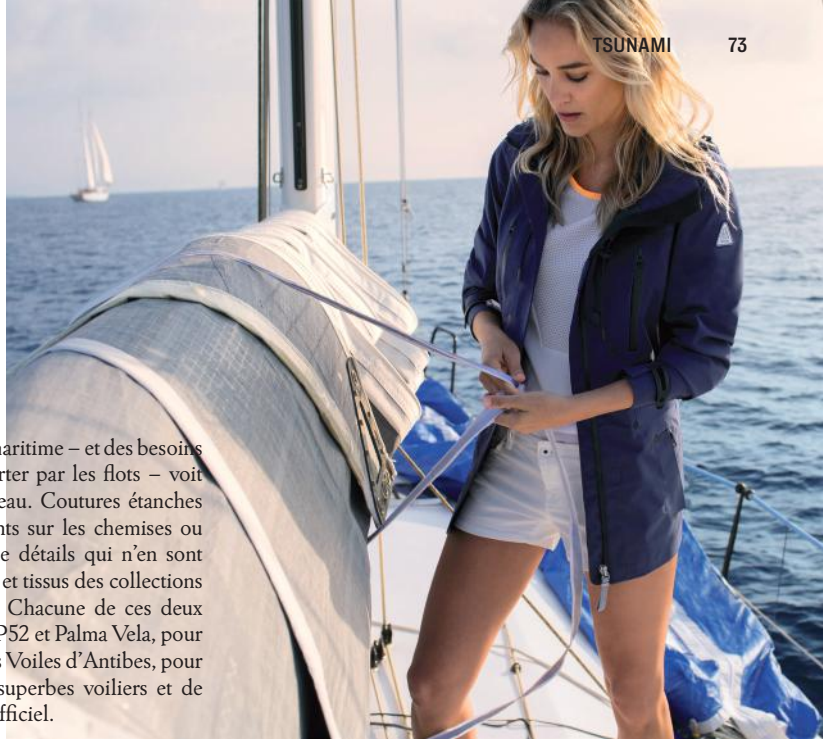 TSUNAMI 73
maritime – et des besoins
rter par les flots – voit
eau. Coutures étanches
nts sur les chemises ou
e détails qui n'en sont
et tissus des collections
Chacune de ces deux
P52 et Palma Vela, pour
s Voiles d'Antibes, pour
superbes voiliers et de
fficiel.